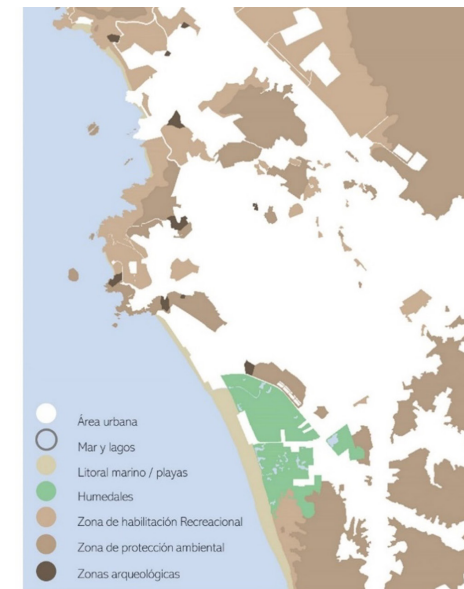 Área urbana
Mar y lagos
Litoral marino / playas
Humedales
Zona de habilitación Recreacional
Zona de protección ambiental
Zonas arqueológicas